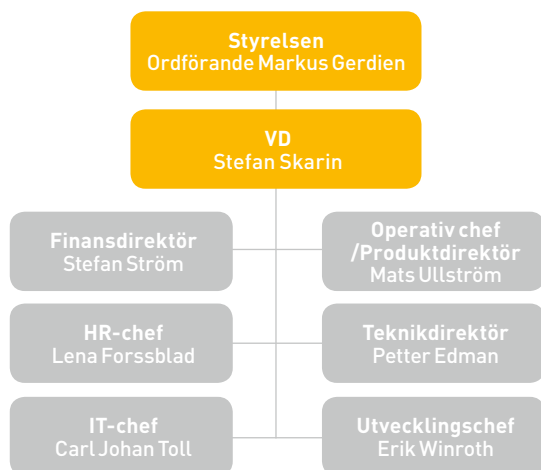 Styrelsen
Ordförande Markus Gerdien
VD
Stefan Skarin
Finansdirektör
Stefan Ström
Operativ chef
/Produktdirektör
Mats Ullström
HR-chef
Lena Forssblad
Teknikdirektör
Petter Edman
IT-chef
Carl Johan Toll
Utvecklingschef
Erik Winroth